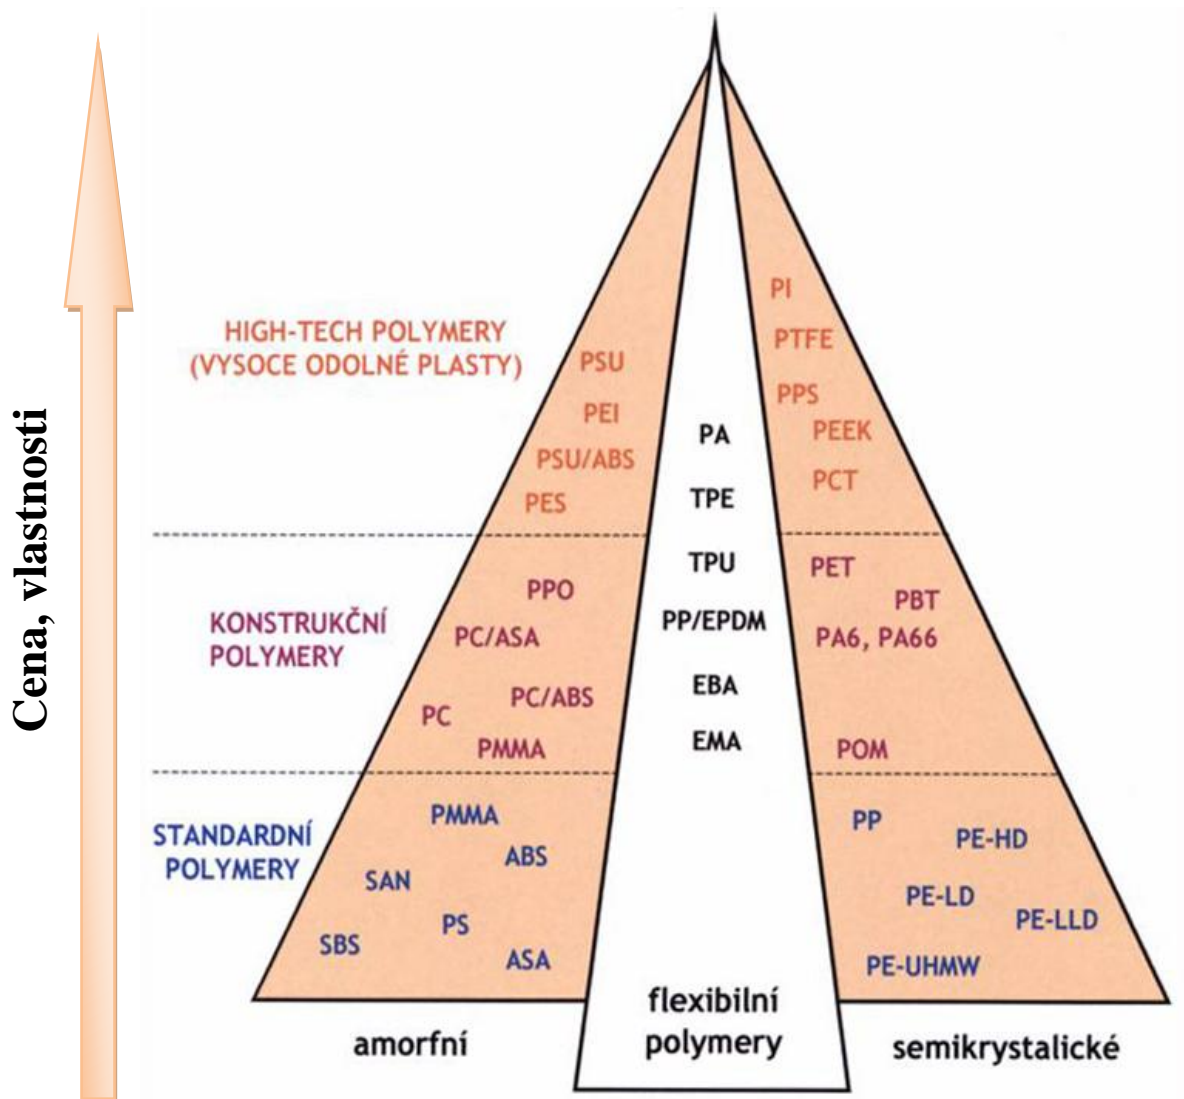 Cena, vlastnosti
HIGH-TECH POLYMERY
(VYSOCE ODOLNÉ PLASTY)
PSU
PEI
PSU/ABS
PES
KONSTRUKČNÍ
POLYMERY
PPO
PC/ASA
PC/ABS
PC
PMMA
STANDARDNÍ
POLYMERY
PMMA
ABS
SAN
PS
SBS
ASA
amorfní
PA
TPE
TPU
PP/EPDM
EBA
EMA
flexibilní
polymery
PI
PTFE
PPS
PEEK
PCT
PET
PBT
PA6, PA66
POM
PP
PE-HD
PE-LD
PE-LLD
PE-UHMW
semikrystalické